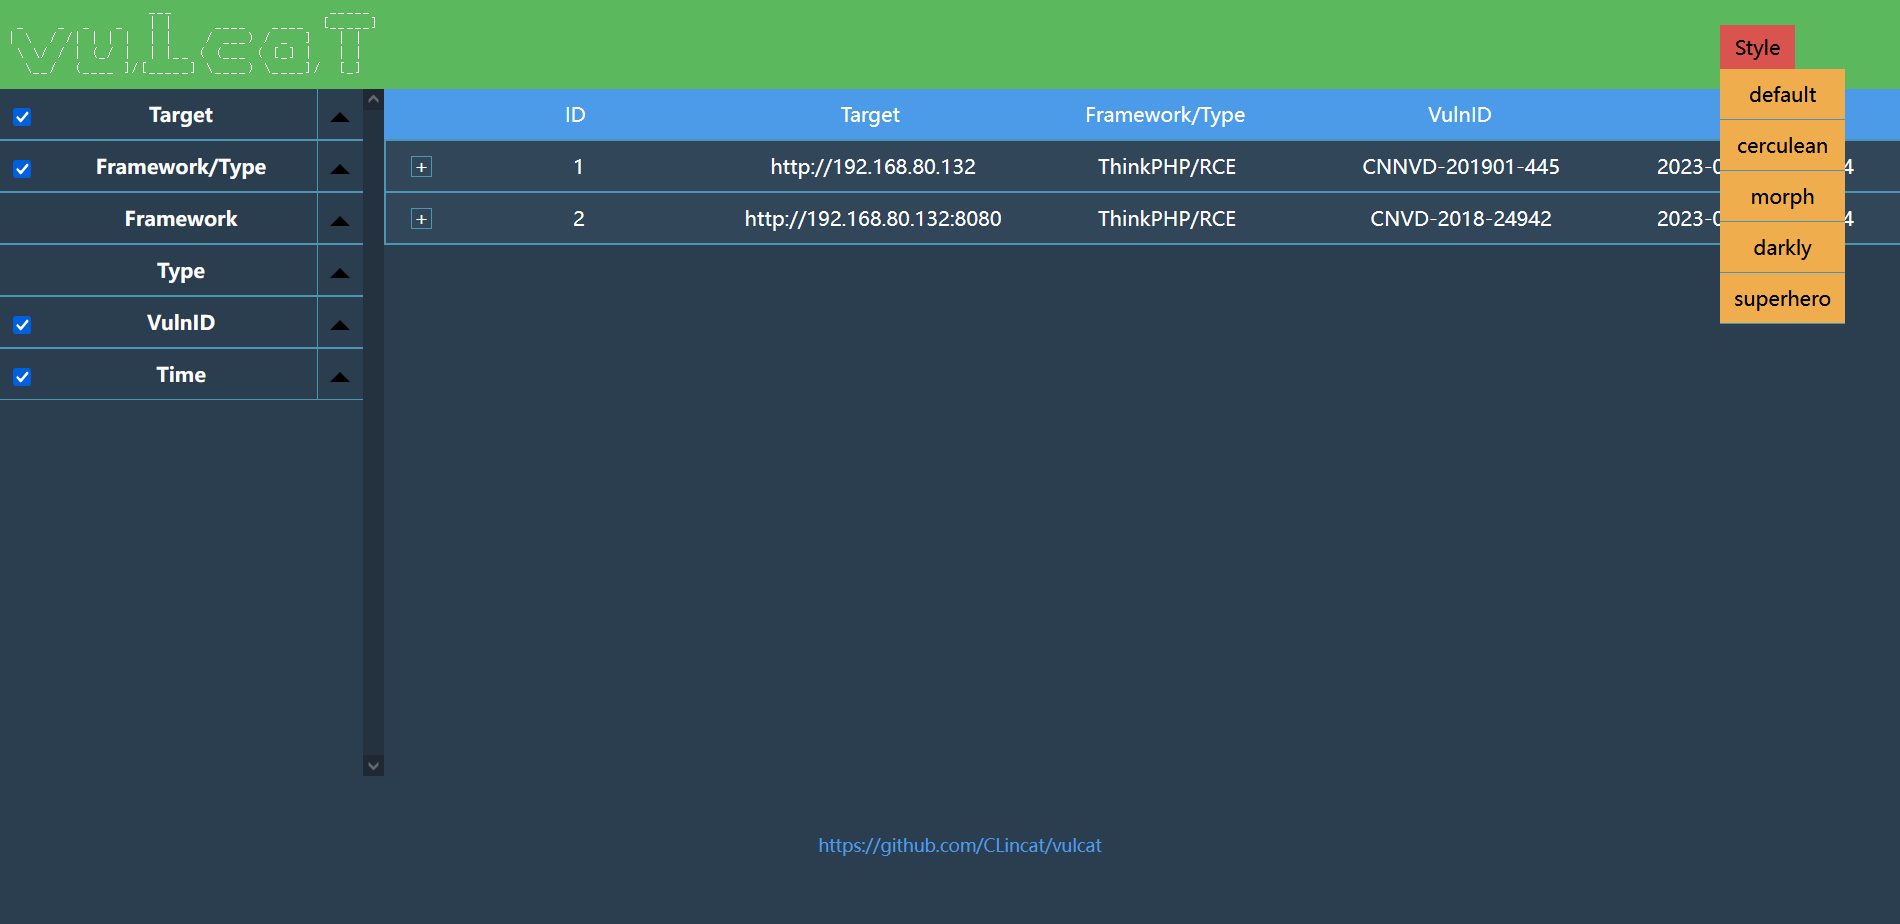 vulcaT
Style
default
cerculean
morph
darkly
superhero
Target
Framework/Type
Framework
Type
VulnID
Time
ID Target Framework/Type VulnID
+ 1 http://192.168.80.132 ThinkPHP/RCE CNNVD-201901-445 2023-0 4
+ 2 http://192.168.80.132:8080 ThinkPHP/RCE CNVD-2018-24942 2023-0 4
https://github.com/CLincat/vulcat